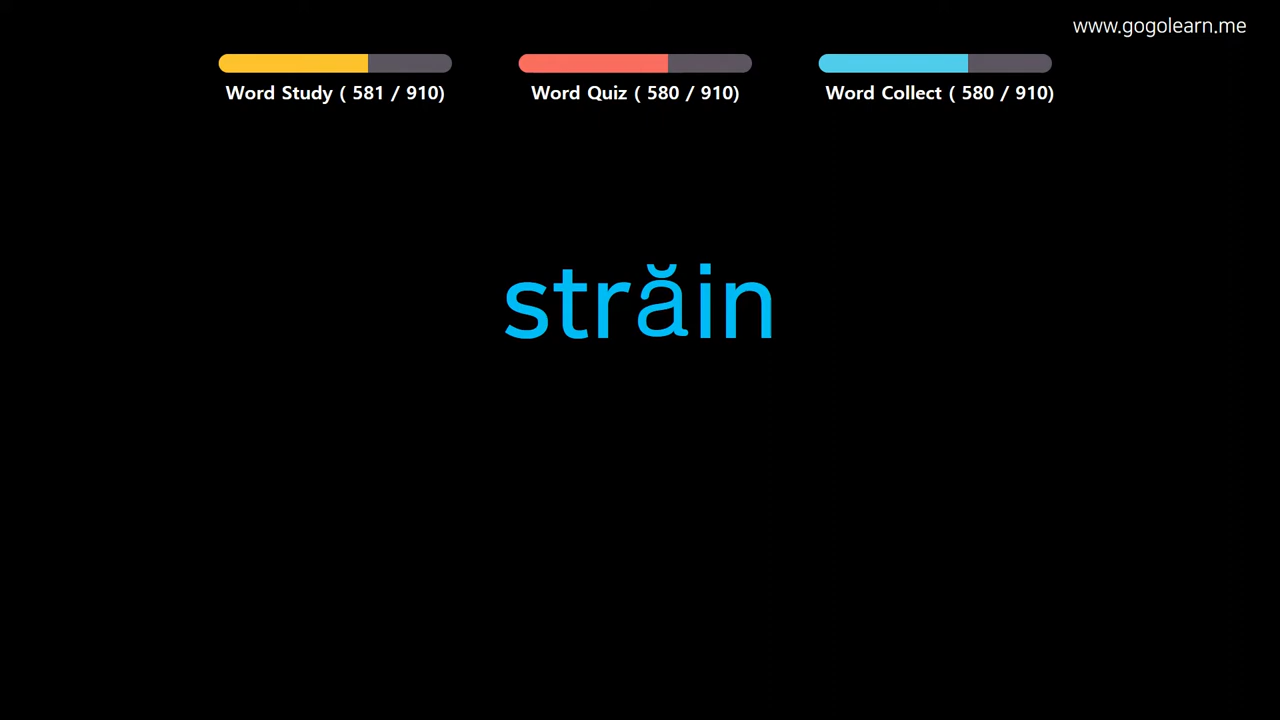 www.gogolearn.me
Word Study ( 581 / 910)
Word Quiz ( 580 / 910)
Word Collect ( 580 / 910)
străin